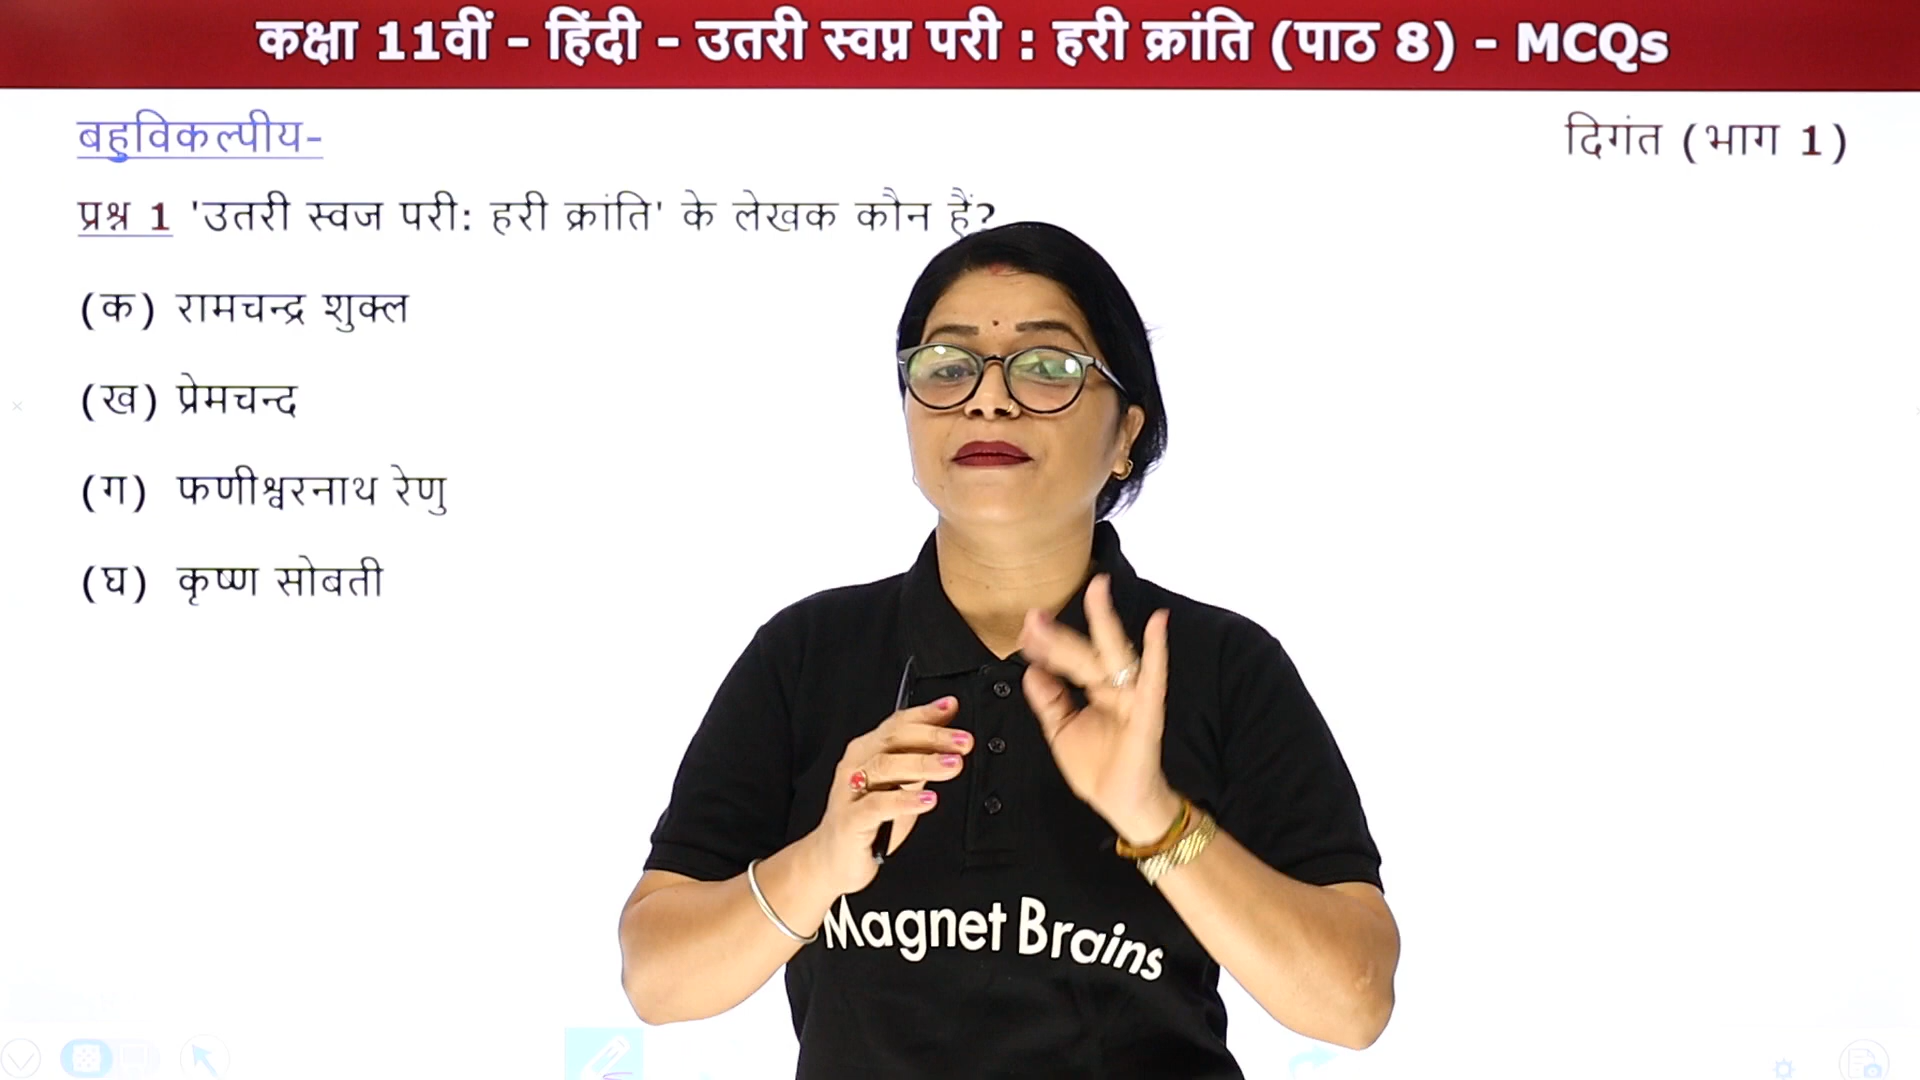 कक्षा 11वीं - हिंदी - उतरी स्वप्न परी : हरी क्रांति (पाठ 8) - MCQs
बहुविकल्पीय-
दिगंत (भाग 1)
प्रश्न 1 'उतरी स्वज परी: हरी क्रांति' के लेखक कौन हैं?
(क) रामचन्द्र शुक्ल
(ख) प्रेमचन्द
(ग) फणीश्वरनाथ रेणु
(घ) कृष्ण सोबती
Magnet Brains